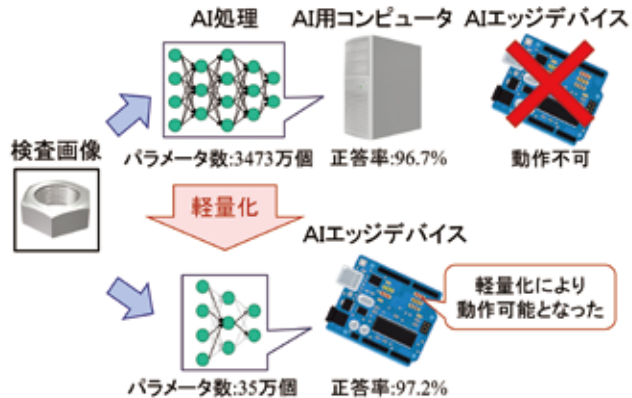 AI処理
AI用コンピュータ
AIエッジデバイス
検査画像
パラメータ数:3473万個
正答率:96.7%
動作不可
軽量化
AIエッジデバイス
軽量化により
動作可能となった
パラメータ数:35万個
正答率:97.2%